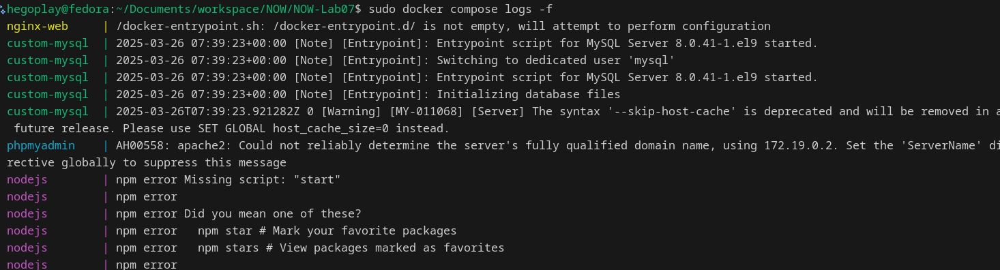 hegoplay@fedora:~/Documents/workspace/NOW/NOW-Lab07$ sudo docker compose logs -f
nginx-web     | /docker-entrypoint.sh: /docker-entrypoint.d/ is not empty, will attempt to perform configuration
custom-mysql  | 2025-03-26 07:39:23+00:00 [Note] [Entrypoint]: Entrypoint script for MySQL Server 8.0.41-1.el9 started.
custom-mysql  | 2025-03-26 07:39:23+00:00 [Note] [Entrypoint]: Switching to dedicated user 'mysql'
custom-mysql  | 2025-03-26 07:39:23+00:00 [Note] [Entrypoint]: Entrypoint script for MySQL Server 8.0.41-1.el9 started.
custom-mysql  | 2025-03-26 07:39:23+00:00 [Note] [Entrypoint]: Initializing database files
custom-mysql  | 2025-03-26T07:39:23.921282Z 0 [Warning] [MY-011068] [Server] The syntax '--skip-host-cache' is deprecated and will be removed in a
 future release. Please use SET GLOBAL host_cache_size=0 instead.
phpmyadmin    | AH00558: apache2: Could not reliably determine the server's fully qualified domain name, using 172.19.0.2. Set the 'ServerName' di
rective globally to suppress this message
nodejs        | npm error Missing script: "start"
nodejs        | npm error
nodejs        | npm error Did you mean one of these?
nodejs        | npm error   npm star # Mark your favorite packages
nodejs        | npm error   npm stars # View packages marked as favorites
nodejs        | npm error